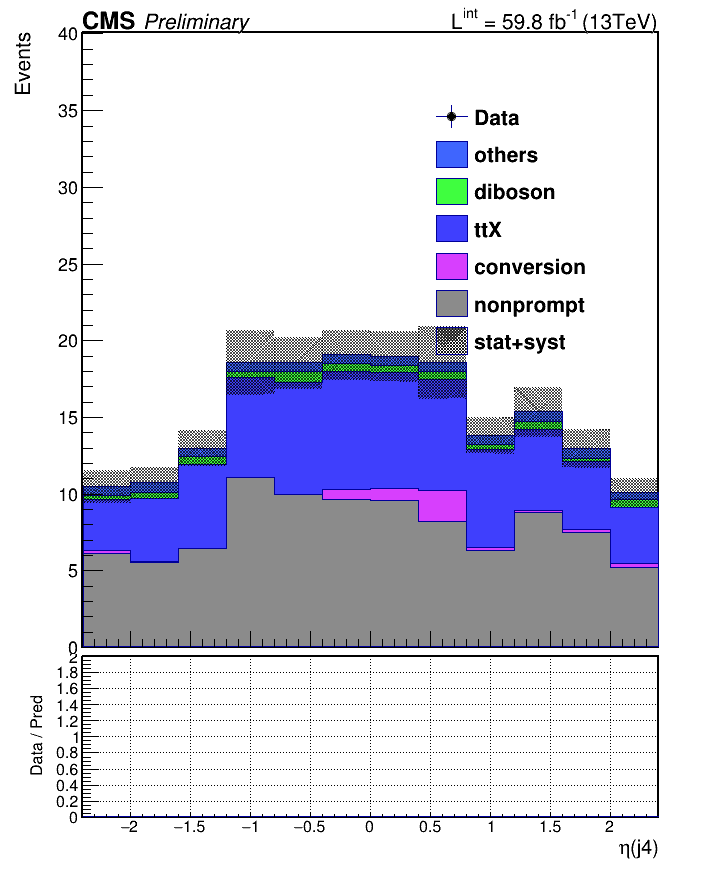 CMS Preliminary
L^int = 59.8 fb^-1 (13TeV)
Events
40
35
30
25
20
15
10
5
0
Data
others
diboson
ttX
conversion
nonprompt
stat+syst
Data / Pred
2
1.8
1.6
1.4
1.2
1
0.8
0.6
0.4
0.2
0
−2 −1.5 −1 −0.5 0 0.5 1 1.5 2
η(j4)